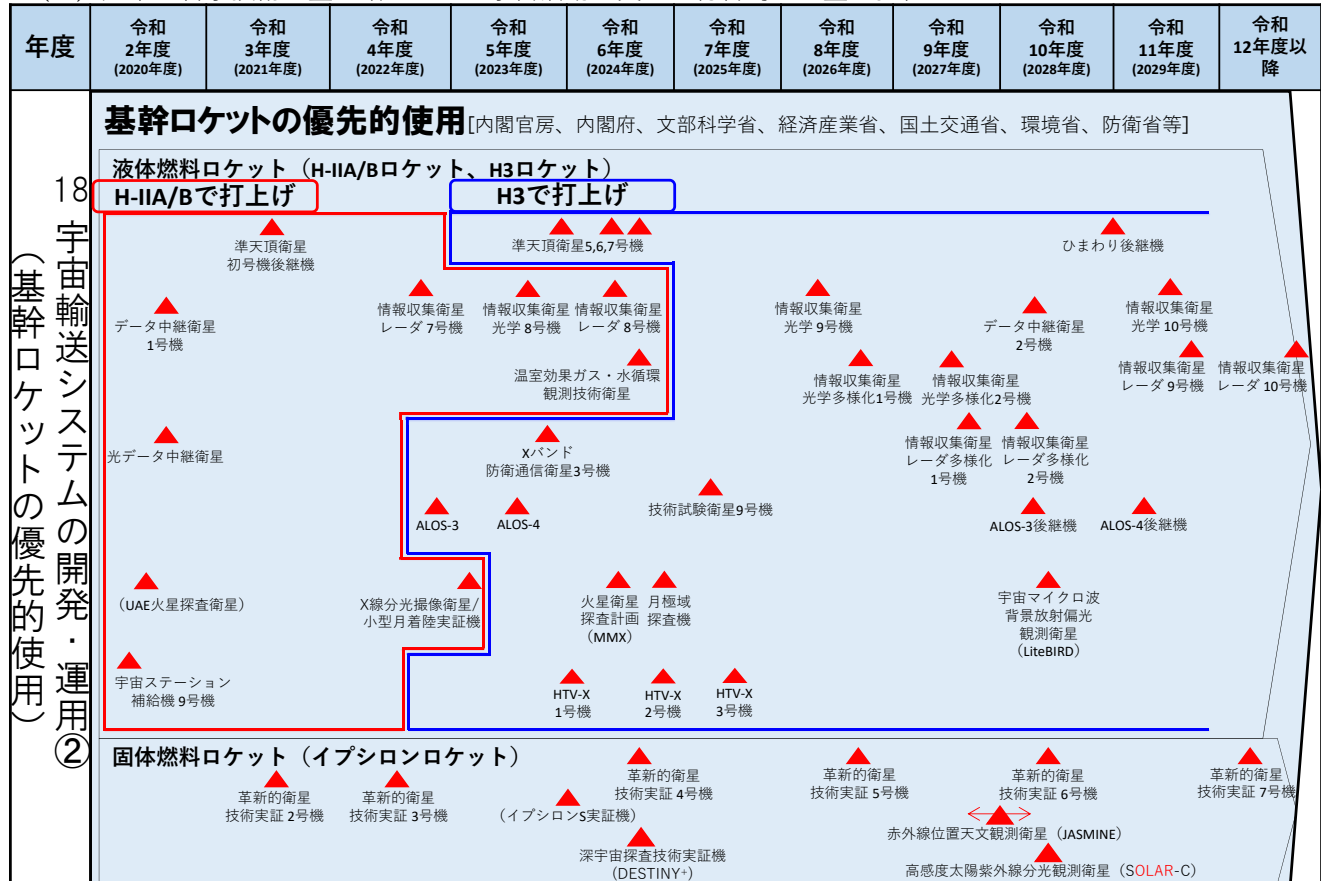 年度
令和
2年度
(2020年度)
令和
3年度
(2021年度)
令和
4年度
(2022年度)
令和
5年度
(2023年度)
令和
6年度
(2024年度)
令和
7年度
(2025年度)
令和
8年度
(2026年度)
令和
9年度
(2027年度)
令和
10年度
(2028年度)
令和
11年度
(2029年度)
令和
12年度以
降
18 宇宙輸送システムの開発・運用②
（基幹ロケットの優先的使用）
基幹ロケットの優先的使用[内閣官房、内閣府、文部科学省、経済産業省、国土交通省、環境省、防衛省等]
液体燃料ロケット（H-IIA/Bロケット、H3ロケット）
H-IIA/Bで打上げ
H3で打上げ
準天頂衛星
初号機後継機
準天頂衛星5,6,7号機
ひまわり後継機
データ中継衛星
1号機
情報収集衛星
レーダ 7号機
情報収集衛星
光学 8号機
情報収集衛星
レーダ 8号機
情報収集衛星
光学 9号機
データ中継衛星
2号機
情報収集衛星
光学 10号機
温室効果ガス・水循環
観測技術衛星
情報収集衛星
光学多様化1号機
情報収集衛星
光学多様化2号機
情報収集衛星
レーダ 9号機
情報収集衛星
レーダ 10号機
光データ中継衛星
Xバンド
防衛通信衛星3号機
情報収集衛星
レーダ多様化
1号機
情報収集衛星
レーダ多様化
2号機
ALOS-3
ALOS-4
技術試験衛星9号機
ALOS-3後継機
ALOS-4後継機
（UAE火星探査衛星）
X線分光撮像衛星/
小型月着陸実証機
火星衛星
探査計画
（MMX）
月極域
探査機
宇宙マイクロ波
背景放射偏光
観測衛星
（LiteBIRD）
宇宙ステーション
補給機 9号機
HTV-X
1号機
HTV-X
2号機
HTV-X
3号機
固体燃料ロケット（イプシロンロケット）
革新的衛星
技術実証 2号機
革新的衛星
技術実証 3号機
（イプシロンS実証機）
革新的衛星
技術実証 4号機
革新的衛星
技術実証 5号機
革新的衛星
技術実証 6号機
革新的衛星
技術実証 7号機
赤外線位置天文観測衛星（JASMINE）
深宇宙探査技術実証機
（DESTINY⁺）
高感度太陽紫外線分光観測衛星（SOLAR-C）